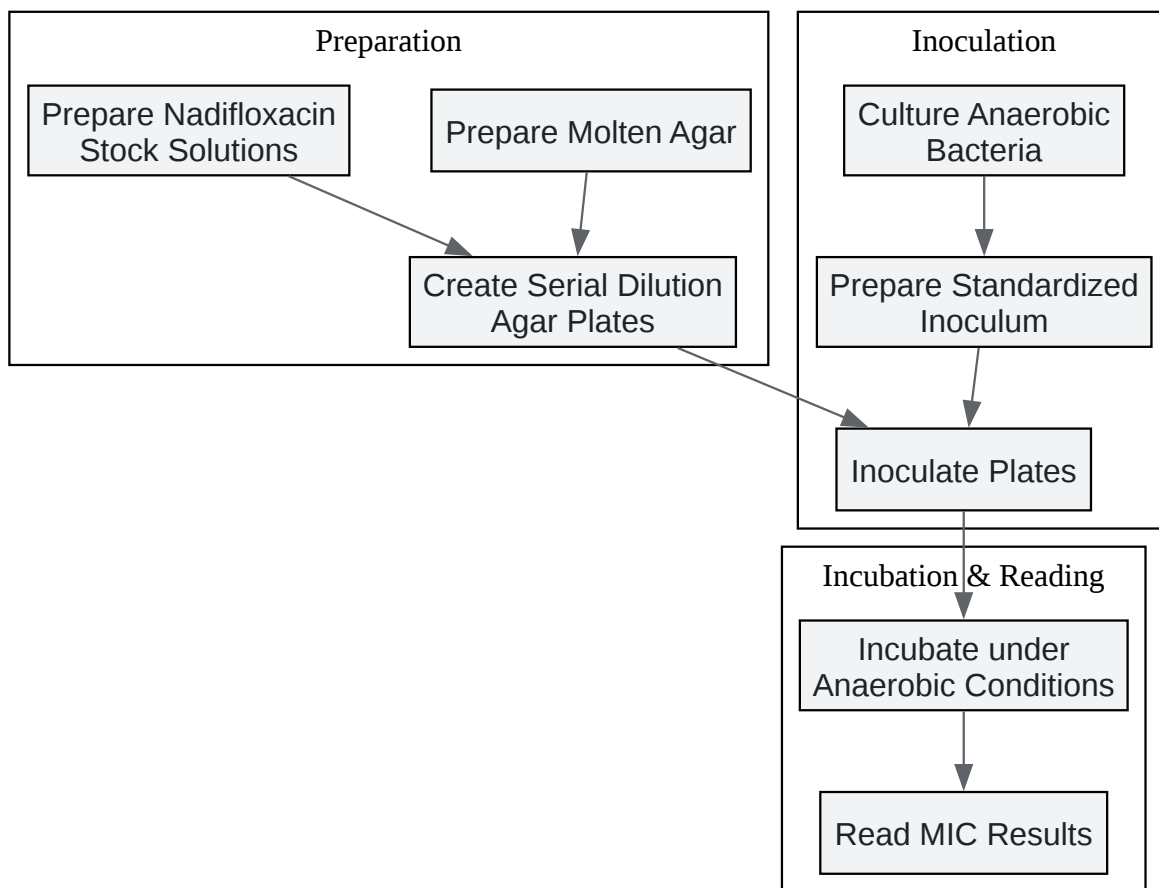 Preparation
Prepare Nadifloxacin
Stock Solutions
Prepare Molten Agar
Create Serial Dilution
Agar Plates
Inoculation
Culture Anaerobic
Bacteria
Prepare Standardized
Inoculum
Inoculate Plates
Incubation & Reading
Incubate under
Anaerobic Conditions
Read MIC Results